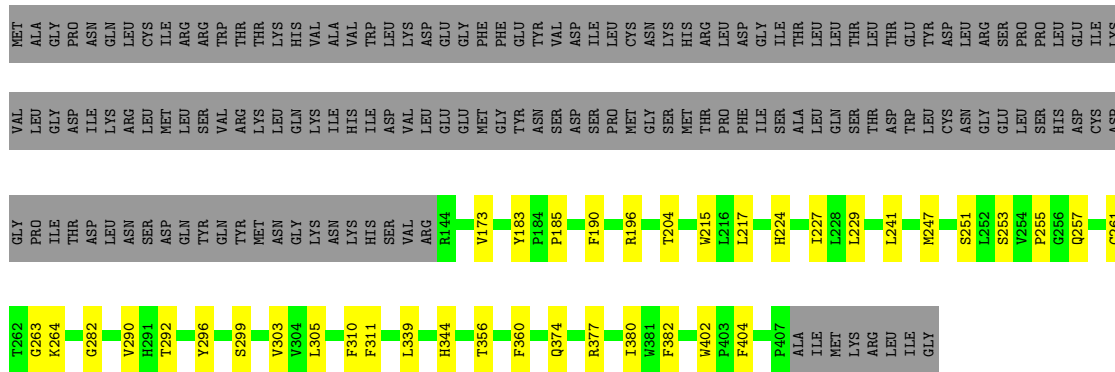 MET ALA GLY PRO ASN GLN LEU CYS ILE ARG ARG TRP THR THR LYS HIS VAL ALA VAL TRP LEU LYS ASP GLU GLY PHE PHE GLU TYR VAL ASP ILE LEU CYS ASN LYS HIS ARG LEU ASP GLY ILE THR LEU LEU THR LEU THR GLU TYR ASP LEU ARG SER PRO PRO LEU GLU ILE LYS
VAL LEU GLY ASP ILE LYS ARG LEU MET LEU SER VAL ARG LYS LEU GLN LYS ILE HIS ILE ASP VAL LEU GLU GLU MET GLY TYR ASN SER ASP SER PRO MET GLY SER MET THR PRO PHE ILE SER ALA LEU GLN SER THR ASP TRP LEU CYS ASN GLY GLU LEU SER HIS ASP CYS ASP
GLY PRO ILE THR ASP LEU ASN SER ASP GLN TYR GLN TYR MET ASN GLY LYS ASN LYS HIS SER VAL ARG R144 V173 Y183 P184 P185 F190 R196 T204 W215 L216 L217 H224 I227 L228 L229 L241 M247 S251 L252 S253 V254 P255 G256 Q257 G261
T262 G263 K264 G282 V290 H291 T292 Y296 S299 V303 V304 L305 F310 F311 L339 H344 T356 F360 Q374 R377 I380 W381 F382 W402 P403 F404 P407 ALA ILE MET LYS ARG LEU ILE GLY